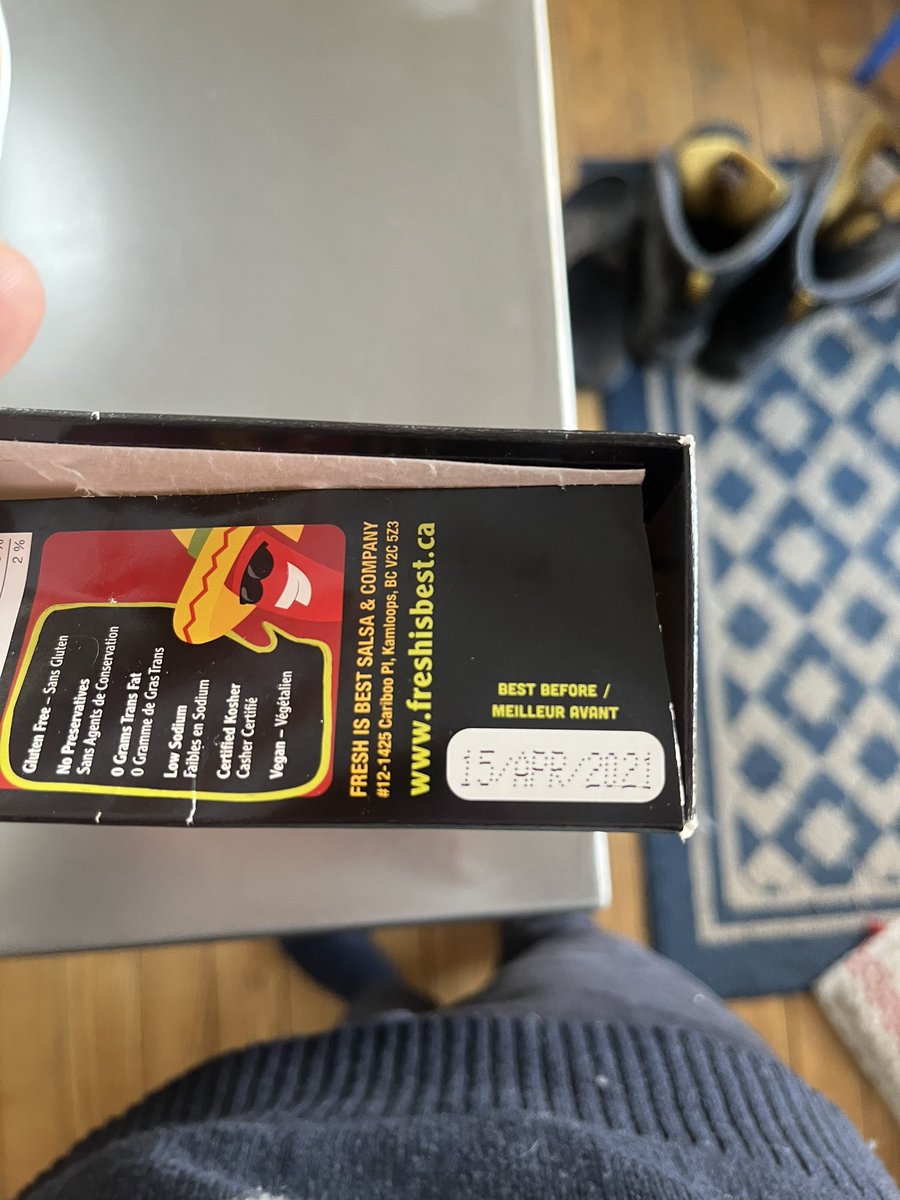 2 %
Gluten Free – Sans Gluten
No Preservatives
Sans Agents de Conservation
0 Grams Trans Fat
0 Gramme de Gras Trans
Low Sodium
Faibles en Sodium
Certified Kosher
Casher Certifié
Vegan – Végétalien
FRESH IS BEST SALSA & COMPANY
#12-1425 Cariboo Pl, Kamloops, BC V2C 5Z3
www.freshisbest.ca
BEST BEFORE /
MEILLEUR AVANT
15/APR/2021